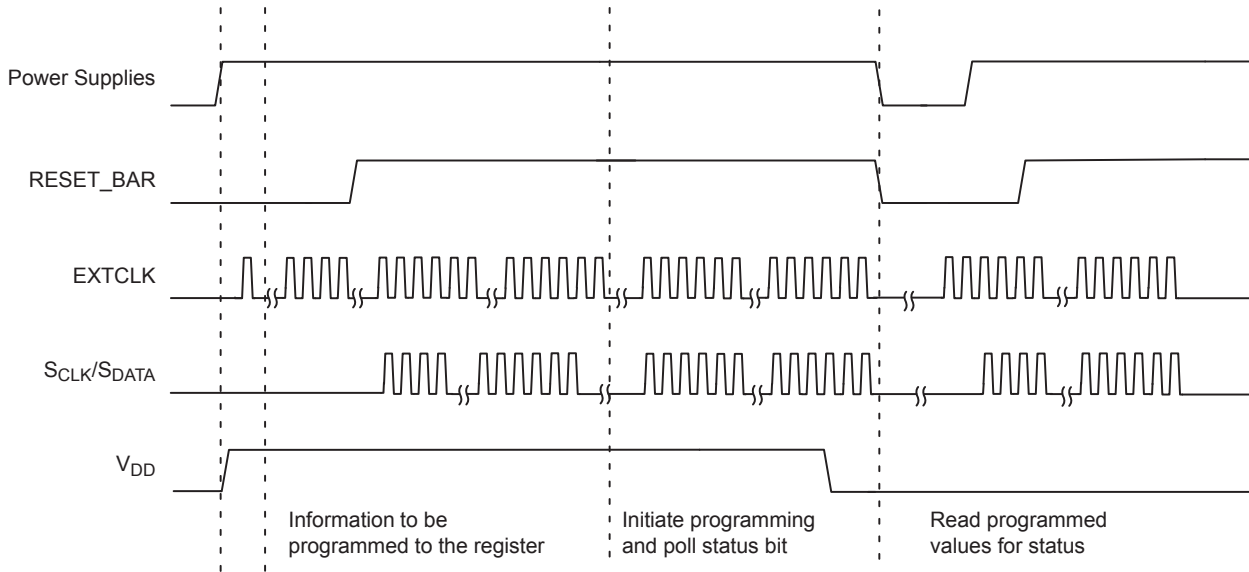 Power Supplies
RESET_BAR
EXTCLK
SCLK/SDATA
VDD
Information to be
programmed to the register
Initiate programming
and poll status bit
Read programmed
values for status